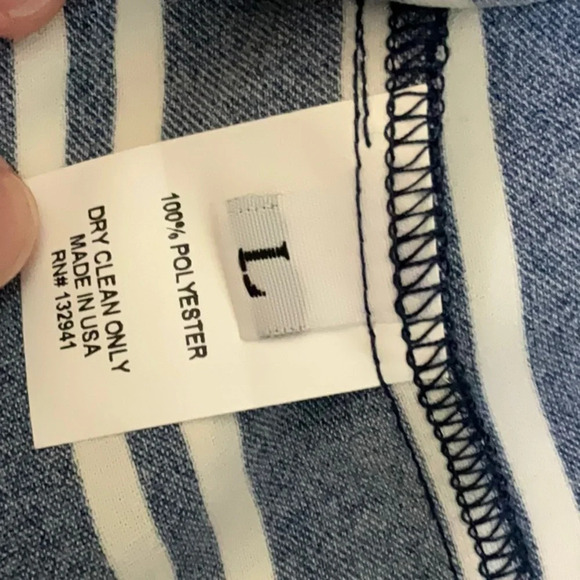 L
100% POLYESTER
DRY CLEAN ONLY
MADE IN USA
RN# 132941